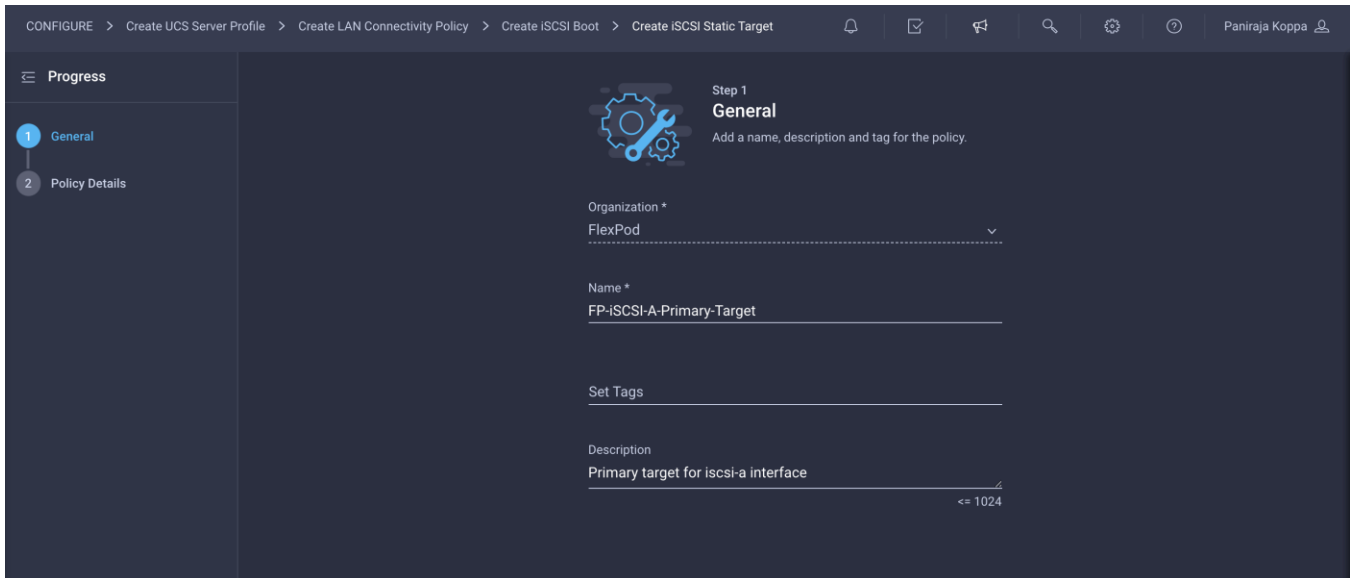 CONFIGURE > Create UCS Server Profile > Create LAN Connectivity Policy > Create iSCSI Boot > Create iSCSI Static Target
Paniraja Koppa
Progress
1 General
2 Policy Details
Step 1
General
Add a name, description and tag for the policy.
Organization *
FlexPod
Name *
FP-iSCSI-A-Primary-Target
Set Tags
Description
Primary target for iscsi-a interface
<= 1024